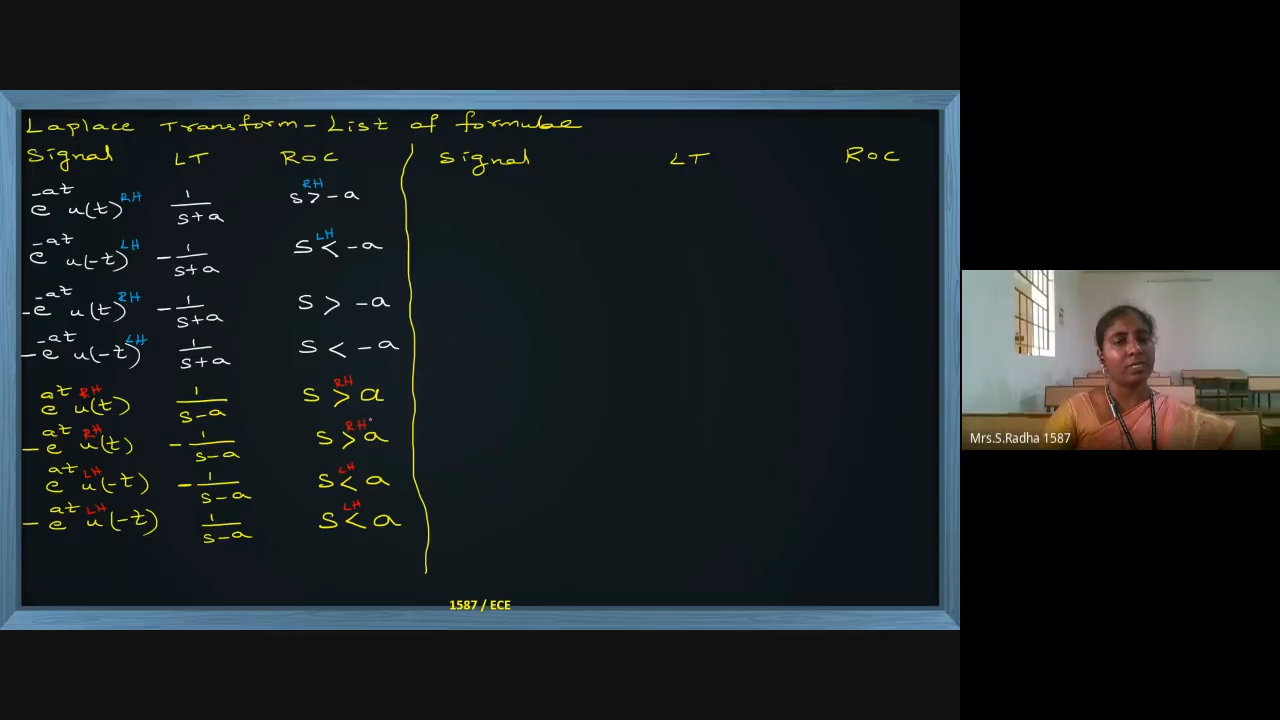 Laplace Transform - List of formulae
Signal LT ROC Signal LT ROC
e^{-at} u(t) RH 1/(s+a) s > -a RH
e^{-at} u(-t) LH -1/(s+a) s < -a LH
-e^{-at} u(t) RH -1/(s+a) s > -a
-e^{-at} u(-t) LH 1/(s+a) s < -a
e^{at} u(t) RH 1/(s-a) s > a RH
-e^{at} u(t) RH -1/(s-a) s > a RH
e^{at} u(-t) LH -1/(s-a) s < a LH
-e^{at} u(-t) LH 1/(s-a) s < a LH
1587 / ECE
Mrs.S.Radha 1587